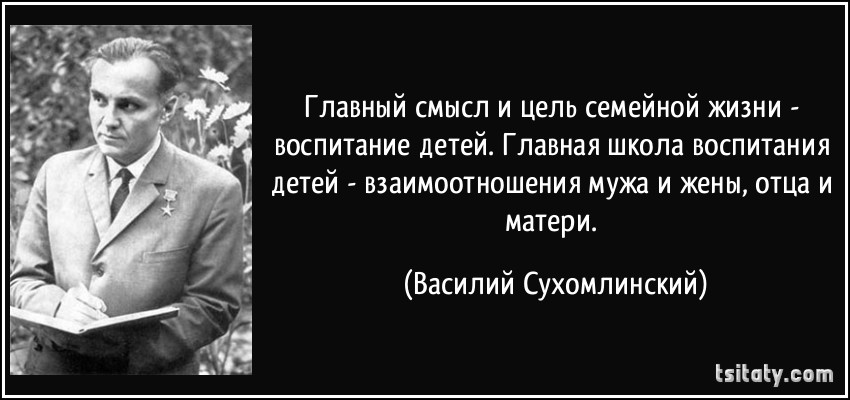 Главный смысл и цель семейной жизни -
воспитание детей. Главная школа воспитания
детей - взаимоотношения мужа и жены, отца и
матери.
(Василий Сухомлинский)
tsitaty.com